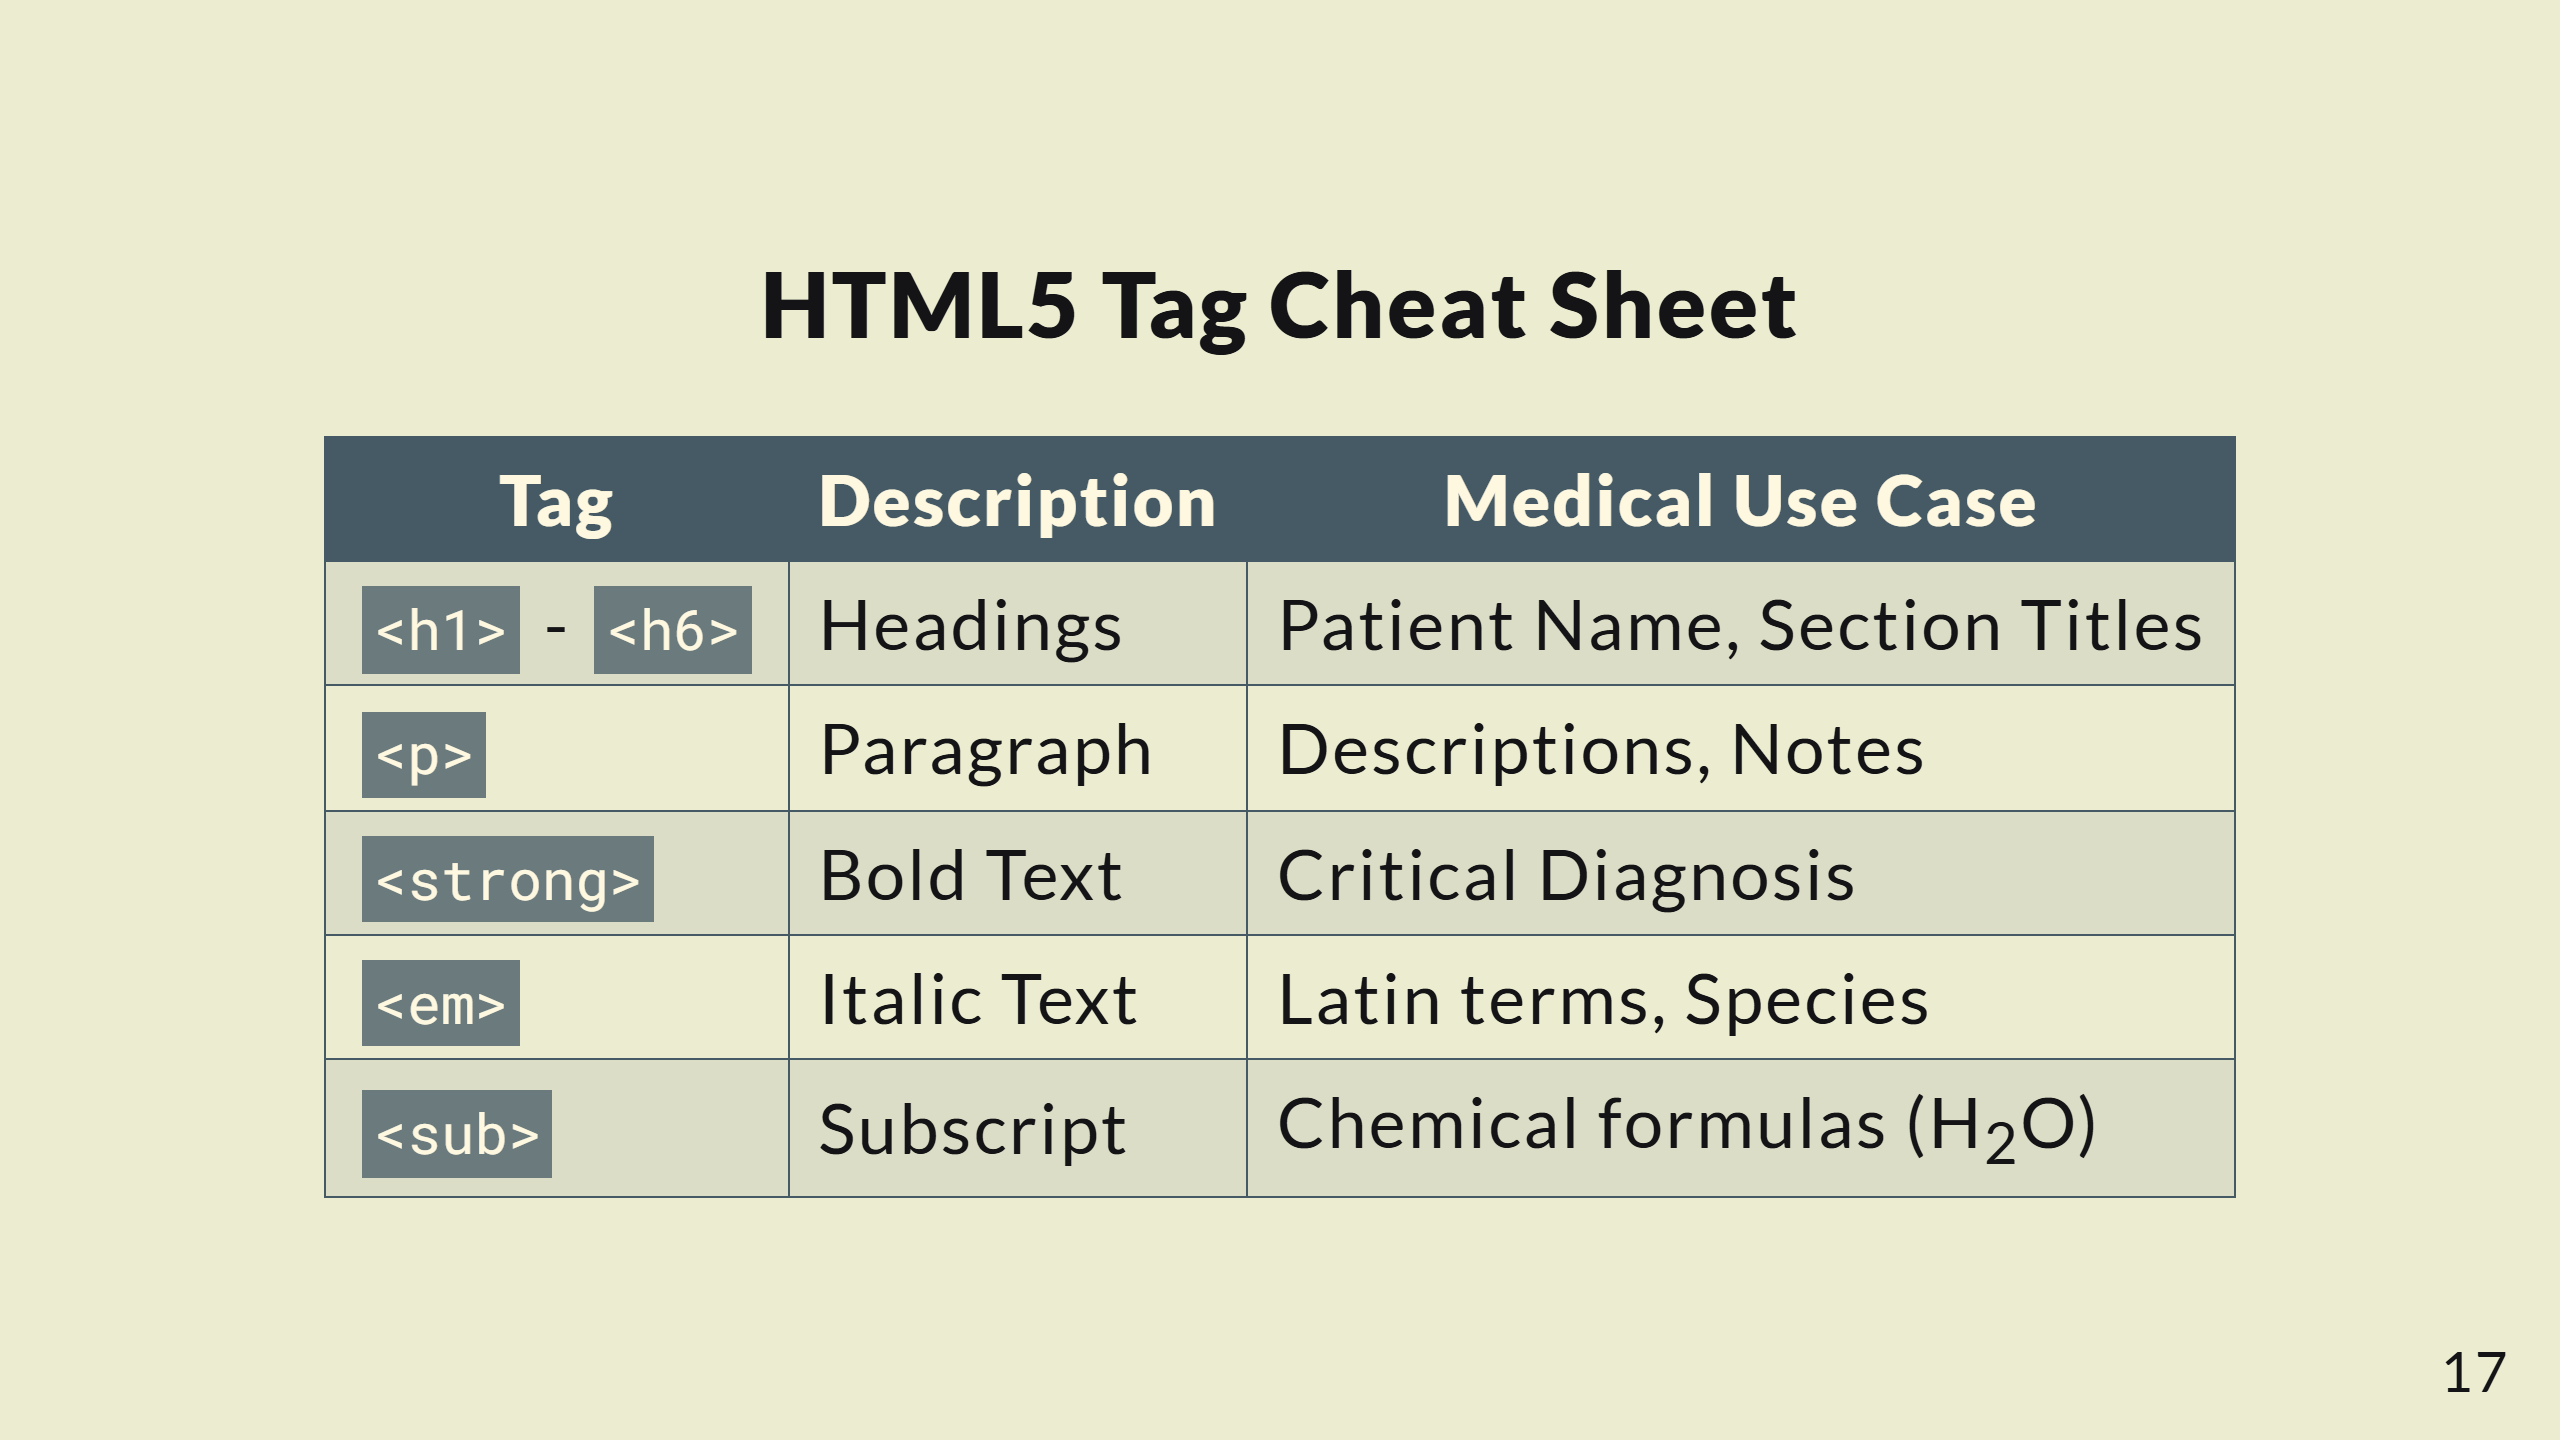 HTML5 Tag Cheat Sheet
Tag Description Medical Use Case
<h1> - <h6> Headings Patient Name, Section Titles
<p> Paragraph Descriptions, Notes
<strong> Bold Text Critical Diagnosis
<em> Italic Text Latin terms, Species
<sub> Subscript Chemical formulas (H₂O)
17